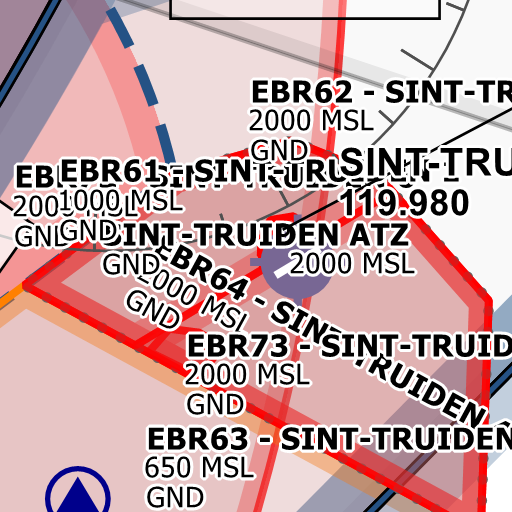 EBR62 - SINT-TR
2000 MSL
GND
SINT-TRU
119.980
EBR61 - SINT-TRU
1000 MSL
GND
SINT-TRUIDEN ATZ
2000 MSL
GND
EBR64 - SINT-TRUIDEN
2000 MSL
GND
EBR73 - SINT-TRUID
2000 MSL
GND
EBR63 - SINT-TRUIDEN
650 MSL
GND